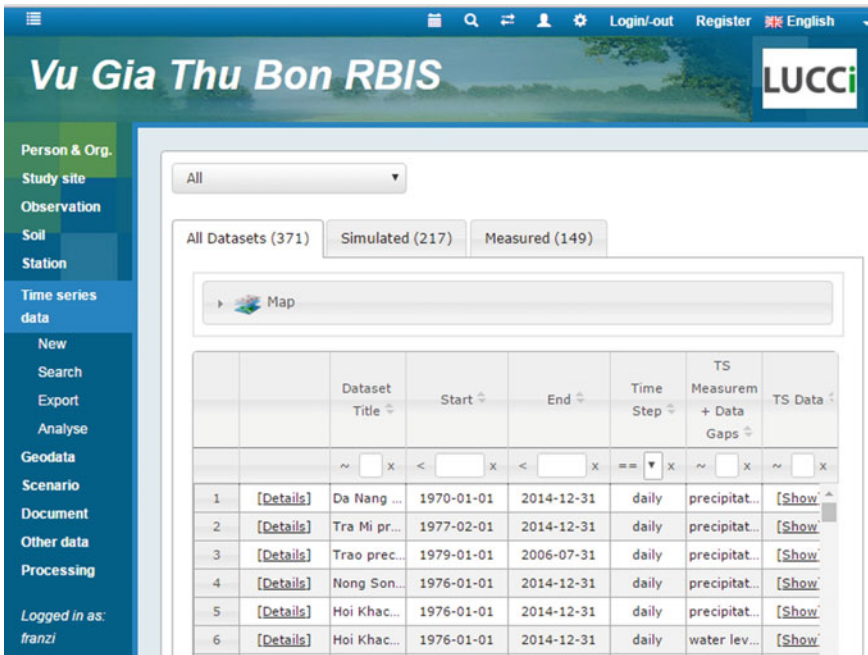 Login/-out Register English
Vu Gia Thu Bon RBIS
LUCCi
Person & Org.
Study site
Observation
Soil
Station
Time series
data
New
Search
Export
Analyse
Geodata
Scenario
Document
Other data
Processing
Logged in as:
franzi
All
All Datasets (371) Simulated (217) Measured (149)
Map
Dataset Title Start End Time Step TS Measurem + Data Gaps TS Data
~ x < x < x == x ~ x ~ x
1 [Details] Da Nang ... 1970-01-01 2014-12-31 daily precipitat... [Show]
2 [Details] Tra Mi pr... 1977-02-01 2014-12-31 daily precipitat... [Show]
3 [Details] Trao prec... 1979-01-01 2006-07-31 daily precipitat... [Show]
4 [Details] Nong Son... 1976-01-01 2014-12-31 daily precipitat... [Show]
5 [Details] Hoi Khac... 1976-01-01 2014-12-31 daily precipitat... [Show]
6 [Details] Hoi Khac... 1976-01-01 2014-12-31 daily water lev... [Show]